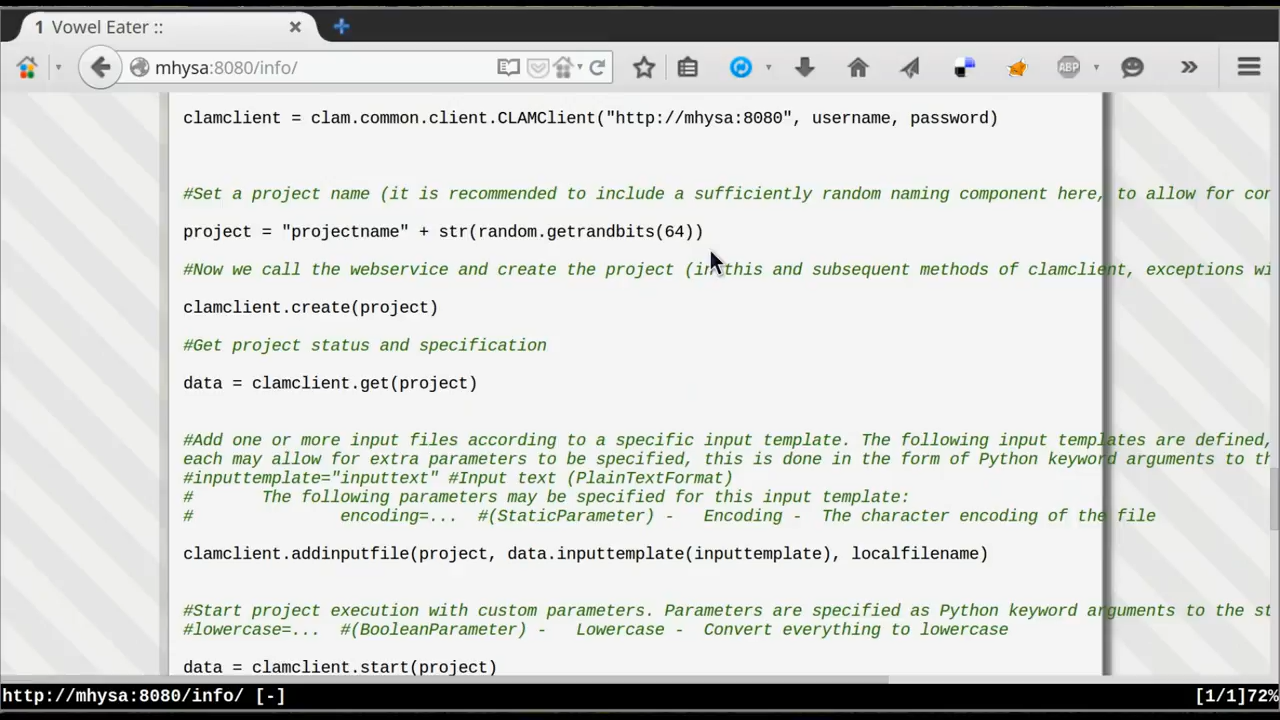 1 Vowel Eater ::
mhysa:8080/info/
ABP
clamclient = clam.common.client.CLAMClient("http://mhysa:8080", username, password)
#Set a project name (it is recommended to include a sufficiently random naming component here, to allow for con
project = "projectname" + str(random.getrandbits(64))
#Now we call the webservice and create the project (in this and subsequent methods of clamclient, exceptions wi
clamclient.create(project)
#Get project status and specification
data = clamclient.get(project)
#Add one or more input files according to a specific input template. The following input templates are defined,
each may allow for extra parameters to be specified, this is done in the form of Python keyword arguments to th
#inputtemplate="inputtext" #Input text (PlainTextFormat)
#       The following parameters may be specified for this input template:
#               encoding=...  #(StaticParameter) -   Encoding -  The character encoding of the file
clamclient.addinputfile(project, data.inputtemplate(inputtemplate), localfilename)
#Start project execution with custom parameters. Parameters are specified as Python keyword arguments to the st
#lowercase=...  #(BooleanParameter) -   Lowercase -  Convert everything to lowercase
data = clamclient.start(project)
http://mhysa:8080/info/ [-] [1/1]72%